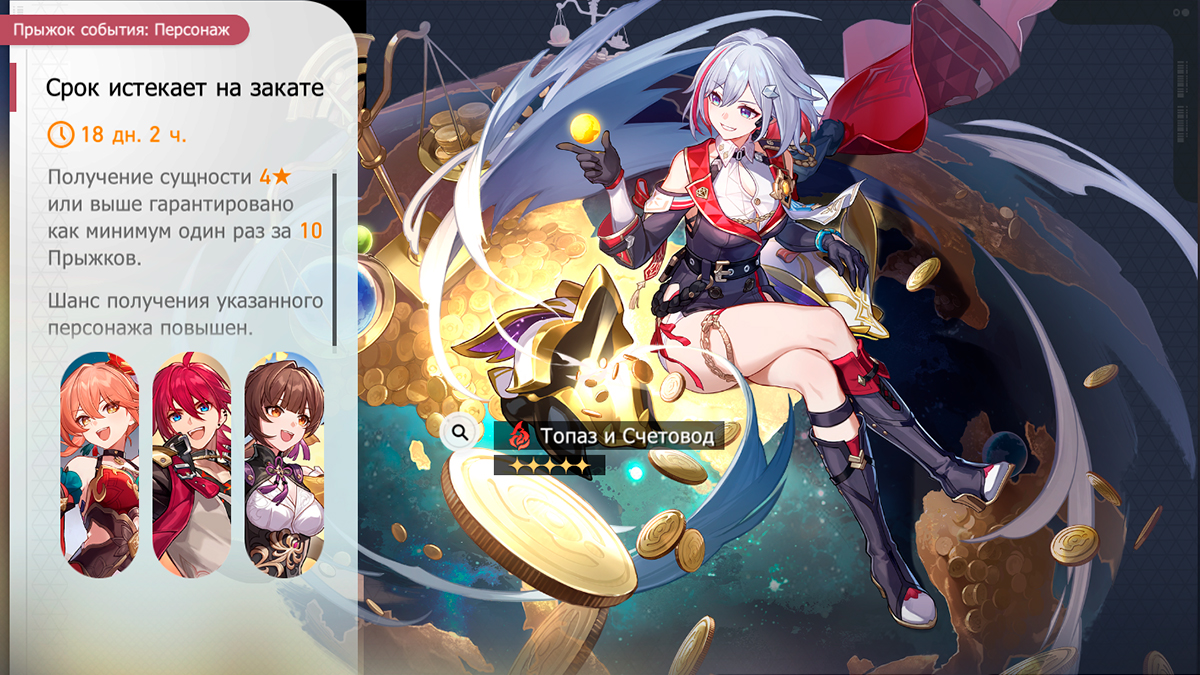 Прыжок события: Персонаж
Срок истекает на закате
18 дн. 2 ч.
Получение сущности 4★
или выше гарантировано
как минимум один раз за 10
Прыжков.
Шанс получения указанного
персонажа повышен.
Топаз и Счетовод